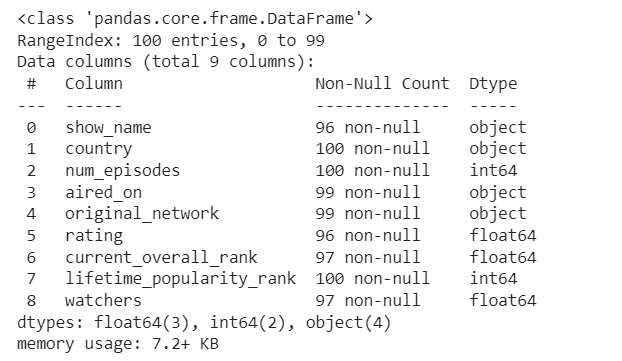 <class 'pandas.core.frame.DataFrame'>
RangeIndex: 100 entries, 0 to 99
Data columns (total 9 columns):
 #   Column                    Non-Null Count  Dtype
---  ------                    --------------  -----
 0   show_name                 96 non-null     object
 1   country                   100 non-null    object
 2   num_episodes              100 non-null    int64
 3   aired_on                  99 non-null     object
 4   original_network          99 non-null     object
 5   rating                    96 non-null     float64
 6   current_overall_rank      97 non-null     float64
 7   lifetime_popularity_rank  100 non-null    int64
 8   watchers                  97 non-null     float64
dtypes: float64(3), int64(2), object(4)
memory usage: 7.2+ KB